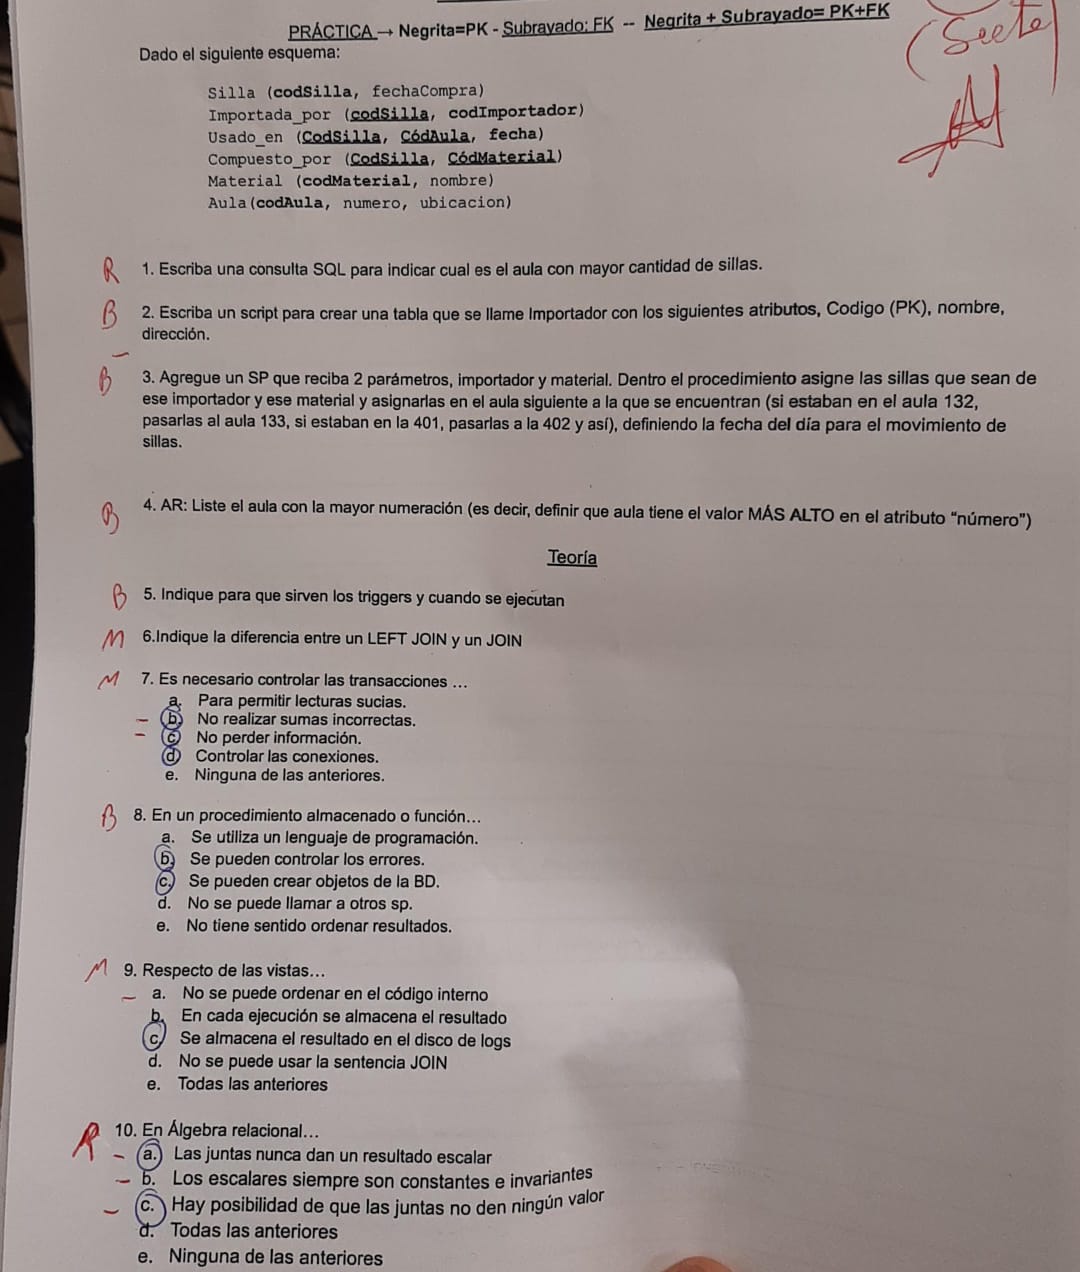 PRÁCTICA → Negrita=PK - Subrayado: FK -- Negrita + Subrayado= PK+FK
(Siete)
Dado el siguiente esquema:
Silla (codSilla, fechaCompra)
Importada_por (codSilla, codImportador)
Usado_en (CodSilla, CódAula, fecha)
Compuesto_por (CodSilla, CódMaterial)
Material (codMaterial, nombre)
Aula(codAula, numero, ubicacion)
R 1. Escriba una consulta SQL para indicar cual es el aula con mayor cantidad de sillas.
B 2. Escriba un script para crear una tabla que se llame Importador con los siguientes atributos, Codigo (PK), nombre,
dirección.
B- 3. Agregue un SP que reciba 2 parámetros, importador y material. Dentro el procedimiento asigne las sillas que sean de
ese importador y ese material y asignarlas en el aula siguiente a la que se encuentran (si estaban en el aula 132,
pasarlas al aula 133, si estaban en la 401, pasarlas a la 402 y así), definiendo la fecha del día para el movimiento de
sillas.
B 4. AR: Liste el aula con la mayor numeración (es decir, definir que aula tiene el valor MÁS ALTO en el atributo “número”)
Teoría
B 5. Indique para que sirven los triggers y cuando se ejecutan
M 6.Indique la diferencia entre un LEFT JOIN y un JOIN
M 7. Es necesario controlar las transacciones ...
a. Para permitir lecturas sucias.
- b. No realizar sumas incorrectas.
- c. No perder información.
d. Controlar las conexiones.
e. Ninguna de las anteriores.
B 8. En un procedimiento almacenado o función...
a. Se utiliza un lenguaje de programación.
b. Se pueden controlar los errores.
c. Se pueden crear objetos de la BD.
d. No se puede llamar a otros sp.
e. No tiene sentido ordenar resultados.
M 9. Respecto de las vistas...
- a. No se puede ordenar en el código interno
b. En cada ejecución se almacena el resultado
c. Se almacena el resultado en el disco de logs
d. No se puede usar la sentencia JOIN
e. Todas las anteriores
R 10. En Álgebra relacional...
- a. Las juntas nunca dan un resultado escalar
- b. Los escalares siempre son constantes e invariantes
- c. Hay posibilidad de que las juntas no den ningún valor
d. Todas las anteriores
e. Ninguna de las anteriores